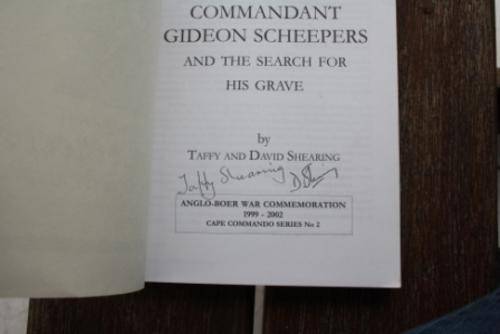 COMMANDANT
GIDEON SCHEEPERS
AND THE SEARCH FOR
HIS GRAVE
by
TAFFY AND DAVID SHEARING
Taffy Shearing
ANGLO-BOER WAR COMMEMORATION
1999 - 2002
CAPE COMMANDO SERIES No 2